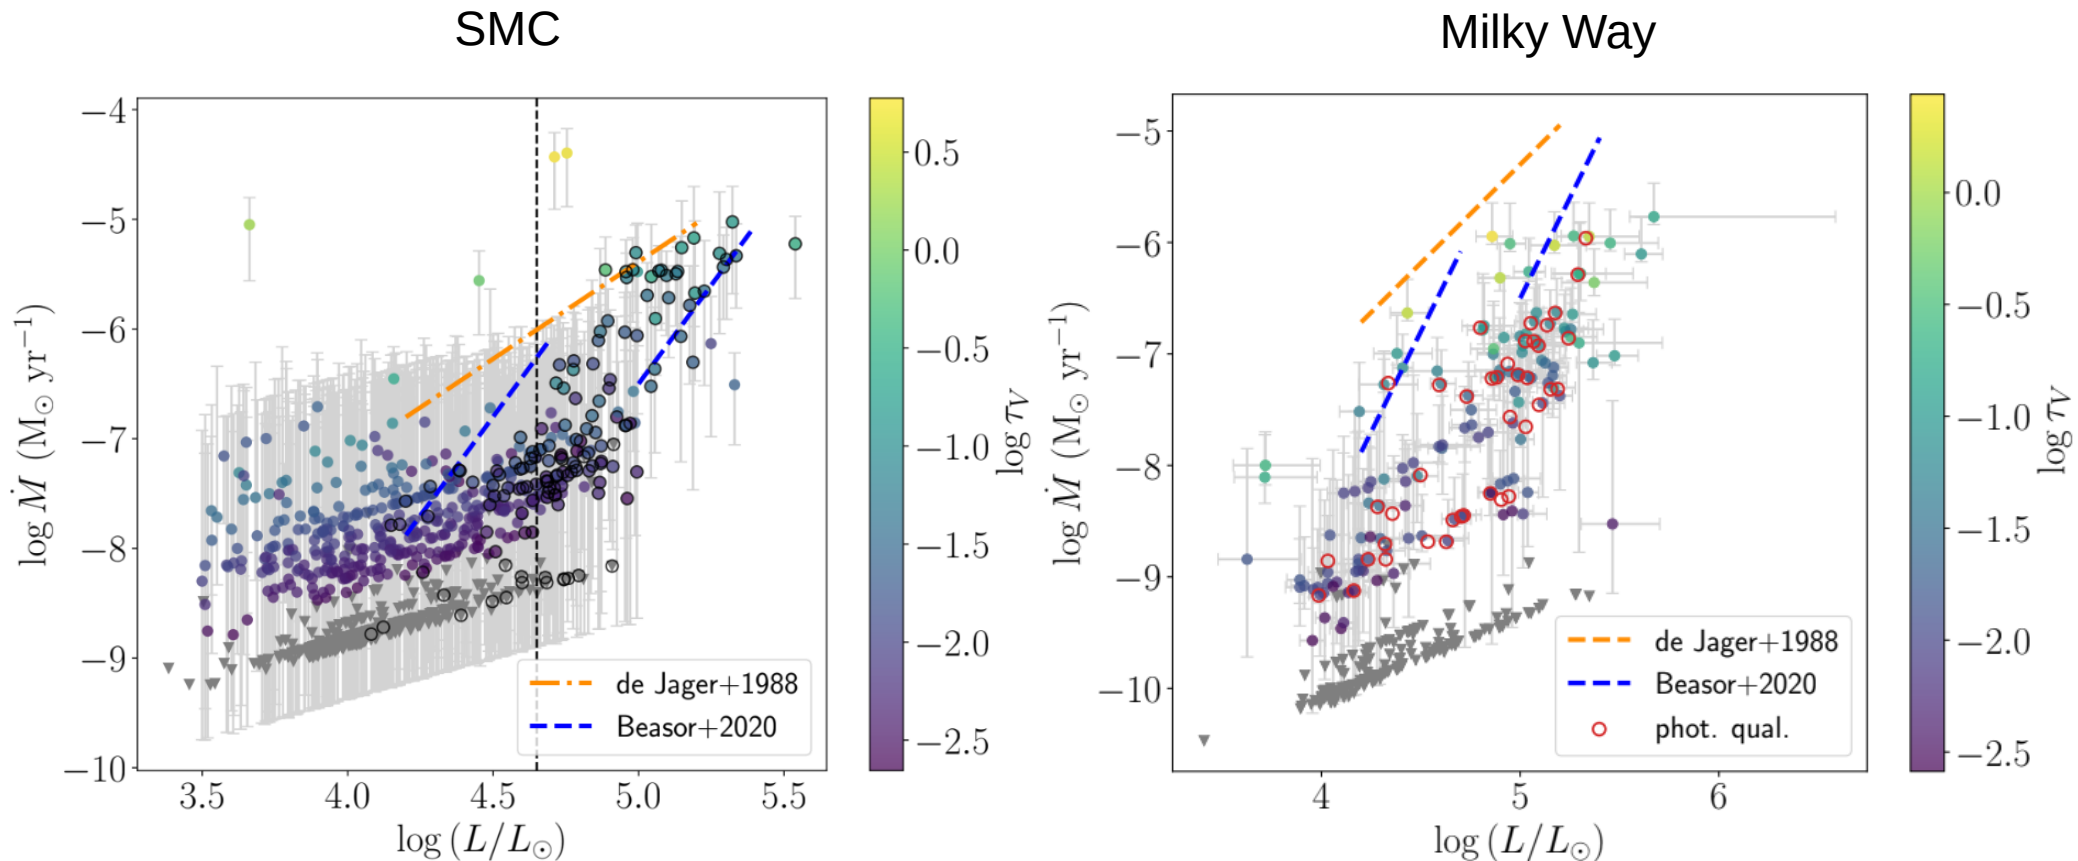 SMC
Milky Way
log Ṁ (M⊙ yr−1)
−4
−5
−6
−7
−8
−9
−10
3.5 4.0 4.5 5.0 5.5
log (L/L⊙)
de Jager+1988
Beasor+2020
0.5
0.0
−0.5
−1.0
−1.5
−2.0
−2.5
log τV
log Ṁ (M⊙ yr−1)
−5
−6
−7
−8
−9
−10
4 5 6
log (L/L⊙)
de Jager+1988
Beasor+2020
phot. qual.
0.0
−0.5
−1.0
−1.5
−2.0
−2.5
log τV